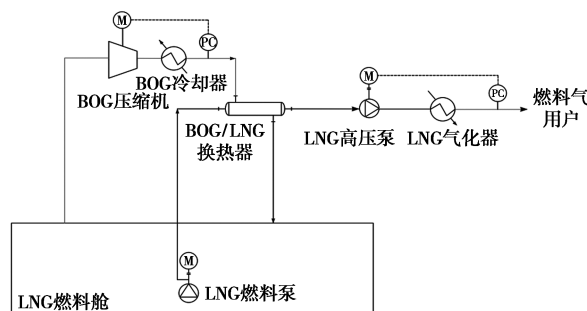 M
PC
BOG冷却器
BOG压缩机
M
PC
燃料气
用户
BOG/LNG
换热器
LNG高压泵
LNG气化器
M
LNG燃料泵
LNG燃料舱